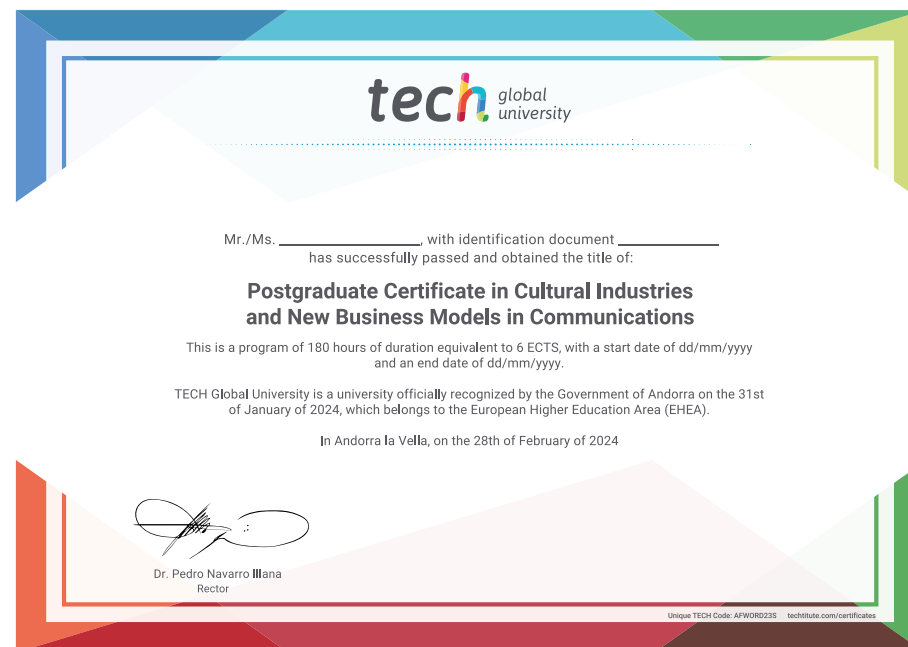 tech global
university
Mr./Ms. ____________________, with identification document ______________
has successfully passed and obtained the title of:
Postgraduate Certificate in Cultural Industries
and New Business Models in Communications
This is a program of 180 hours of duration equivalent to 6 ECTS, with a start date of dd/mm/yyyy
and an end date of dd/mm/yyyy.
TECH Global University is a university officially recognized by the Government of Andorra on the 31st
of January of 2024, which belongs to the European Higher Education Area (EHEA).
In Andorra la Vella, on the 28th of February of 2024
Dr. Pedro Navarro Illana
Rector
Unique TECH Code: AFWORD23S techtitute.com/certificates